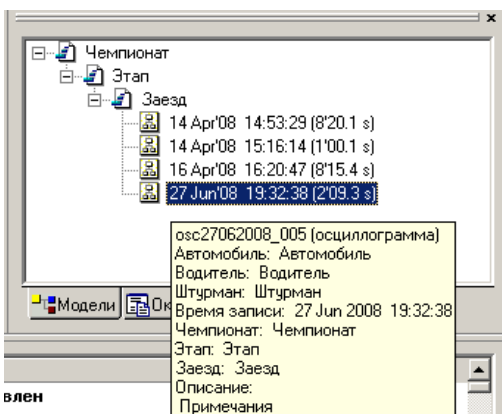 Чемпионат
Этап
Заезд
14 Apr'08 14:53:29 (8'20.1 s)
14 Apr'08 15:16:14 (1'00.1 s)
16 Apr'08 16:20:47 (8'15.4 s)
27 Jun'08 19:32:38 (2'09.3 s)
osc27062008_005 (осциллограмма)
Автомобиль: Автомобиль
Водитель: Водитель
Штурман: Штурман
Время записи: 27 Jun 2008 19:32:38
Чемпионат: Чемпионат
Этап: Этап
Заезд: Заезд
Описание:
Примечания
Модели
Ок
влен